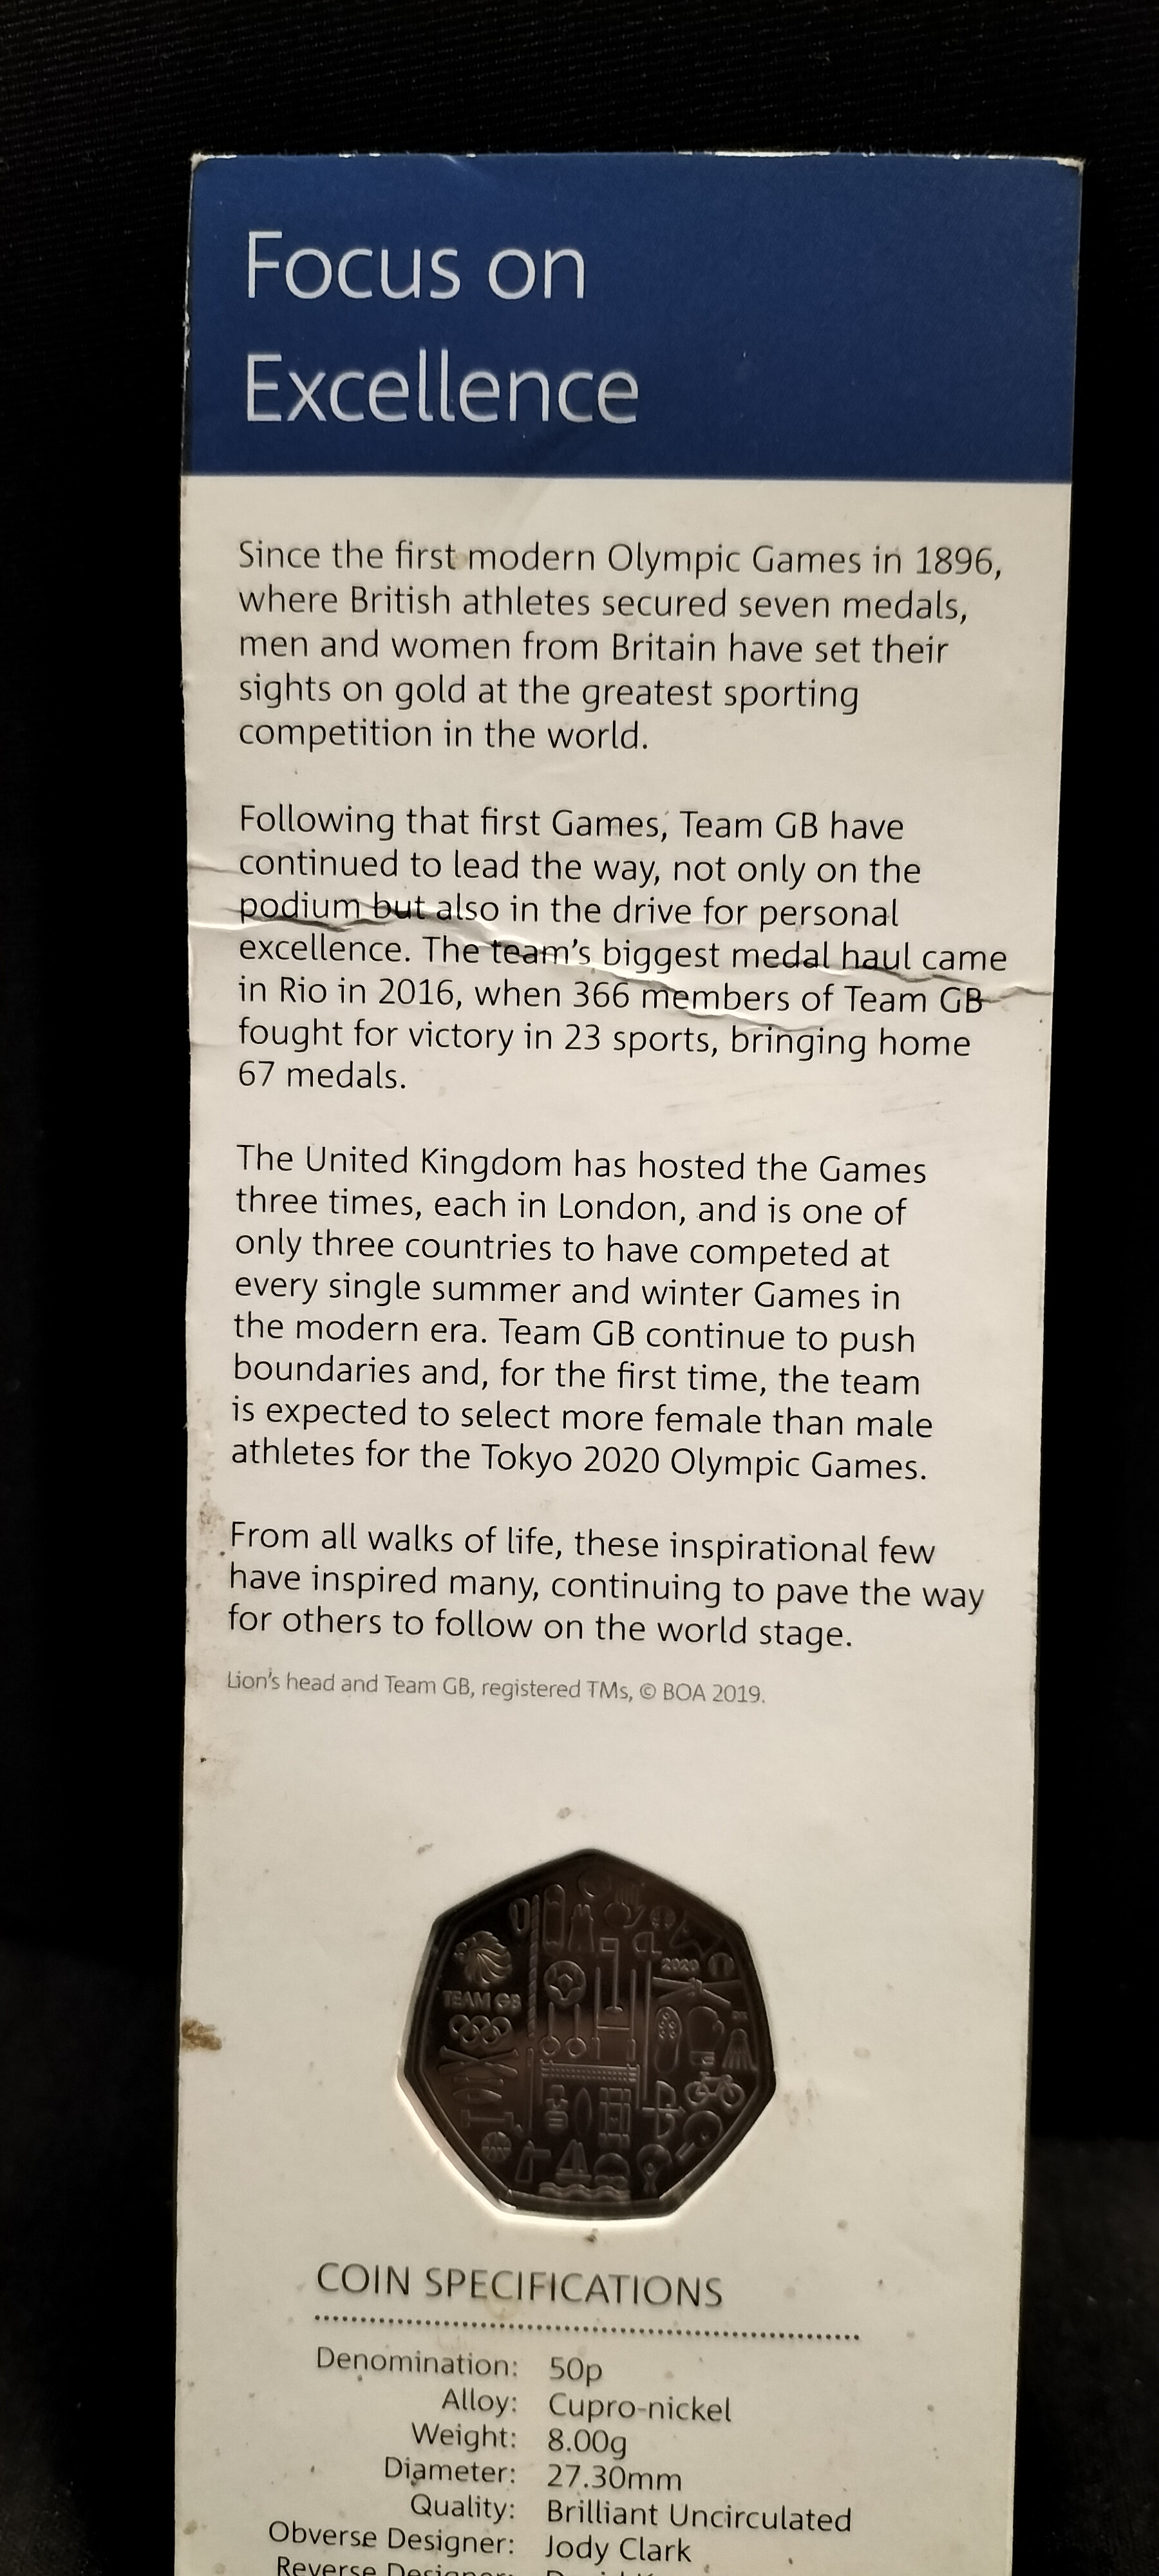 Focus on
Excellence
Since the first modern Olympic Games in 1896,
where British athletes secured seven medals,
men and women from Britain have set their
sights on gold at the greatest sporting
competition in the world.
Following that first Games, Team GB have
continued to lead the way, not only on the
podium but also in the drive for personal
excellence. The team's biggest medal haul came
in Rio in 2016, when 366 members of Team GB
fought for victory in 23 sports, bringing home
67 medals.
The United Kingdom has hosted the Games
three times, each in London, and is one of
only three countries to have competed at
every single summer and winter Games in
the modern era. Team GB continue to push
boundaries and, for the first time, the team
is expected to select more female than male
athletes for the Tokyo 2020 Olympic Games.
From all walks of life, these inspirational few
have inspired many, continuing to pave the way
for others to follow on the world stage.
Lion's head and Team GB, registered TMs, © BOA 2019.
2020
TEAM GB
COIN SPECIFICATIONS
Denomination: 50p
Alloy: Cupro-nickel
Weight: 8.00g
Diameter: 27.30mm
Quality: Brilliant Uncirculated
Obverse Designer: Jody Clark
Reverse Designer: David